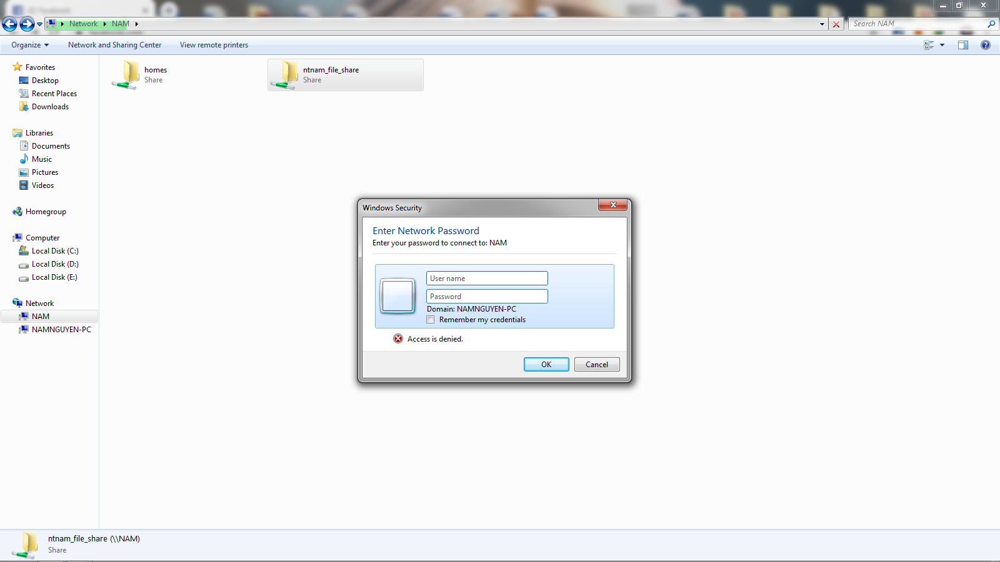 Network NAM
Search NAM
Organize Network and Sharing Center View remote printers
Favorites
Desktop
Recent Places
Downloads
Libraries
Documents
Music
Pictures
Videos
Homegroup
Computer
Local Disk (C:)
Local Disk (D:)
Local Disk (E:)
Network
NAM
NAMNGUYEN-PC
homes
Share
ntnam_file_share
Share
Windows Security
Enter Network Password
Enter your password to connect to: NAM
User name
Password
Domain: NAMNGUYEN-PC
Remember my credentials
Access is denied.
OK Cancel
ntnam_file_share (\\NAM)
Share